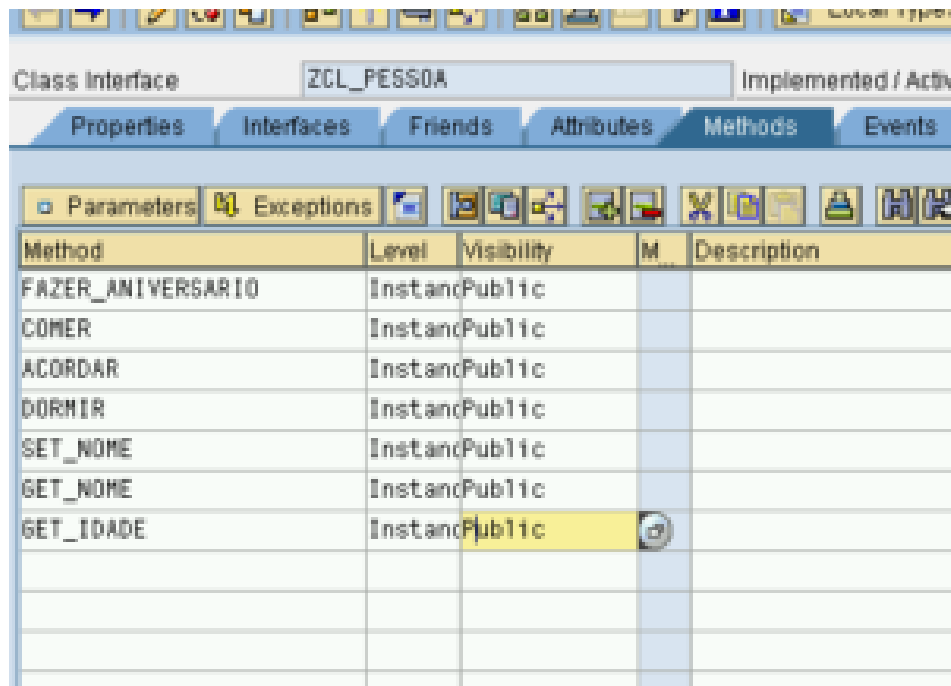 Local Types
Class Interface ZCL_PESSOA Implemented / Activ
Properties Interfaces Friends Attributes Methods Events
Parameters Exceptions
Method Level Visibility M... Description
FAZER_ANIVERSARIO Instanc Public
COMER Instanc Public
ACORDAR Instanc Public
DORMIR Instanc Public
SET_NOME Instanc Public
GET_NOME Instanc Public
GET_IDADE Instanc Public